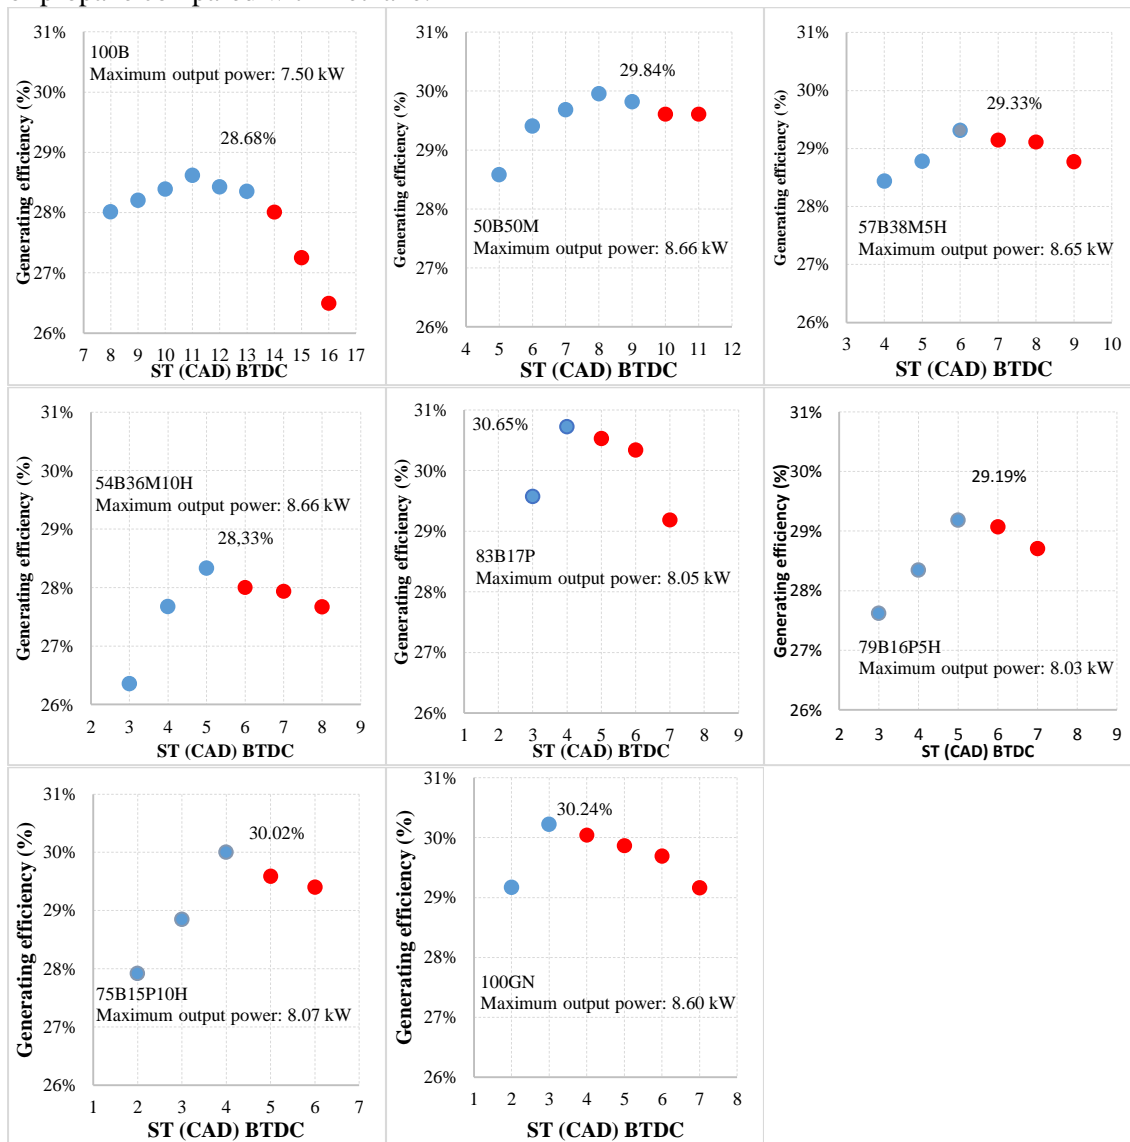 of propane compared with methane.
31%
30%
29%
28%
27%
26%
Generating efficiency (%)
100B
Maximum output power: 7.50 kW
28.68%
7 8 9 10 11 12 13 14 15 16 17
ST (CAD) BTDC
31%
30%
29%
28%
27%
26%
Generating efficiency (%)
29.84%
50B50M
Maximum output power: 8.66 kW
4 5 6 7 8 9 10 11 12
ST (CAD) BTDC
31%
30%
29%
28%
27%
26%
Generating efficiency (%)
29.33%
57B38M5H
Maximum output power: 8.65 kW
3 4 5 6 7 8 9 10
ST (CAD) BTDC
31%
30%
29%
28%
27%
26%
Generating efficiency (%)
54B36M10H
Maximum output power: 8.66 kW
28,33%
2 3 4 5 6 7 8 9
ST (CAD) BTDC
31%
30%
29%
28%
27%
26%
Generating efficiency (%)
30.65%
83B17P
Maximum output power: 8.05 kW
1 2 3 4 5 6 7 8 9
ST (CAD) BTDC
31%
30%
29%
28%
27%
26%
Generating efficiency (%)
29.19%
79B16P5H
Maximum output power: 8.03 kW
2 3 4 5 6 7 8 9
ST (CAD) BTDC
31%
30%
29%
28%
27%
26%
Generating efficiency (%)
30.02%
75B15P10H
Maximum output power: 8.07 kW
1 2 3 4 5 6 7
ST (CAD) BTDC
31%
30%
29%
28%
27%
26%
Generating efficiency (%)
30.24%
100GN
Maximum output power: 8.60 kW
1 2 3 4 5 6 7 8
ST (CAD) BTDC